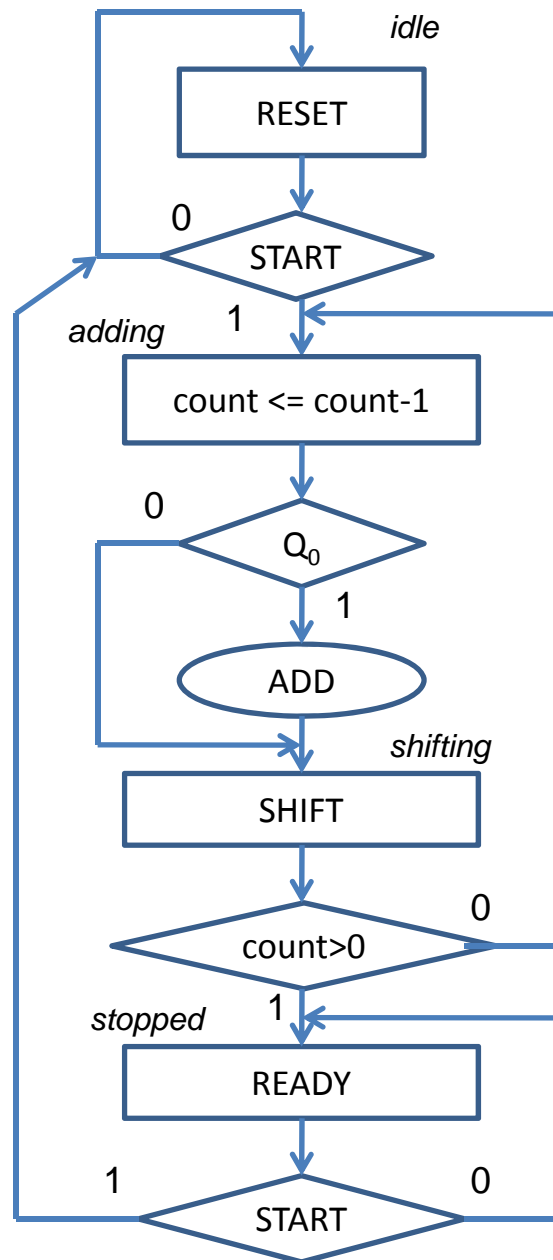 idle
RESET
0
START
1
adding
count <= count-1
0
Q₀
1
ADD
shifting
SHIFT
0
count>0
1
stopped
READY
1
0
START